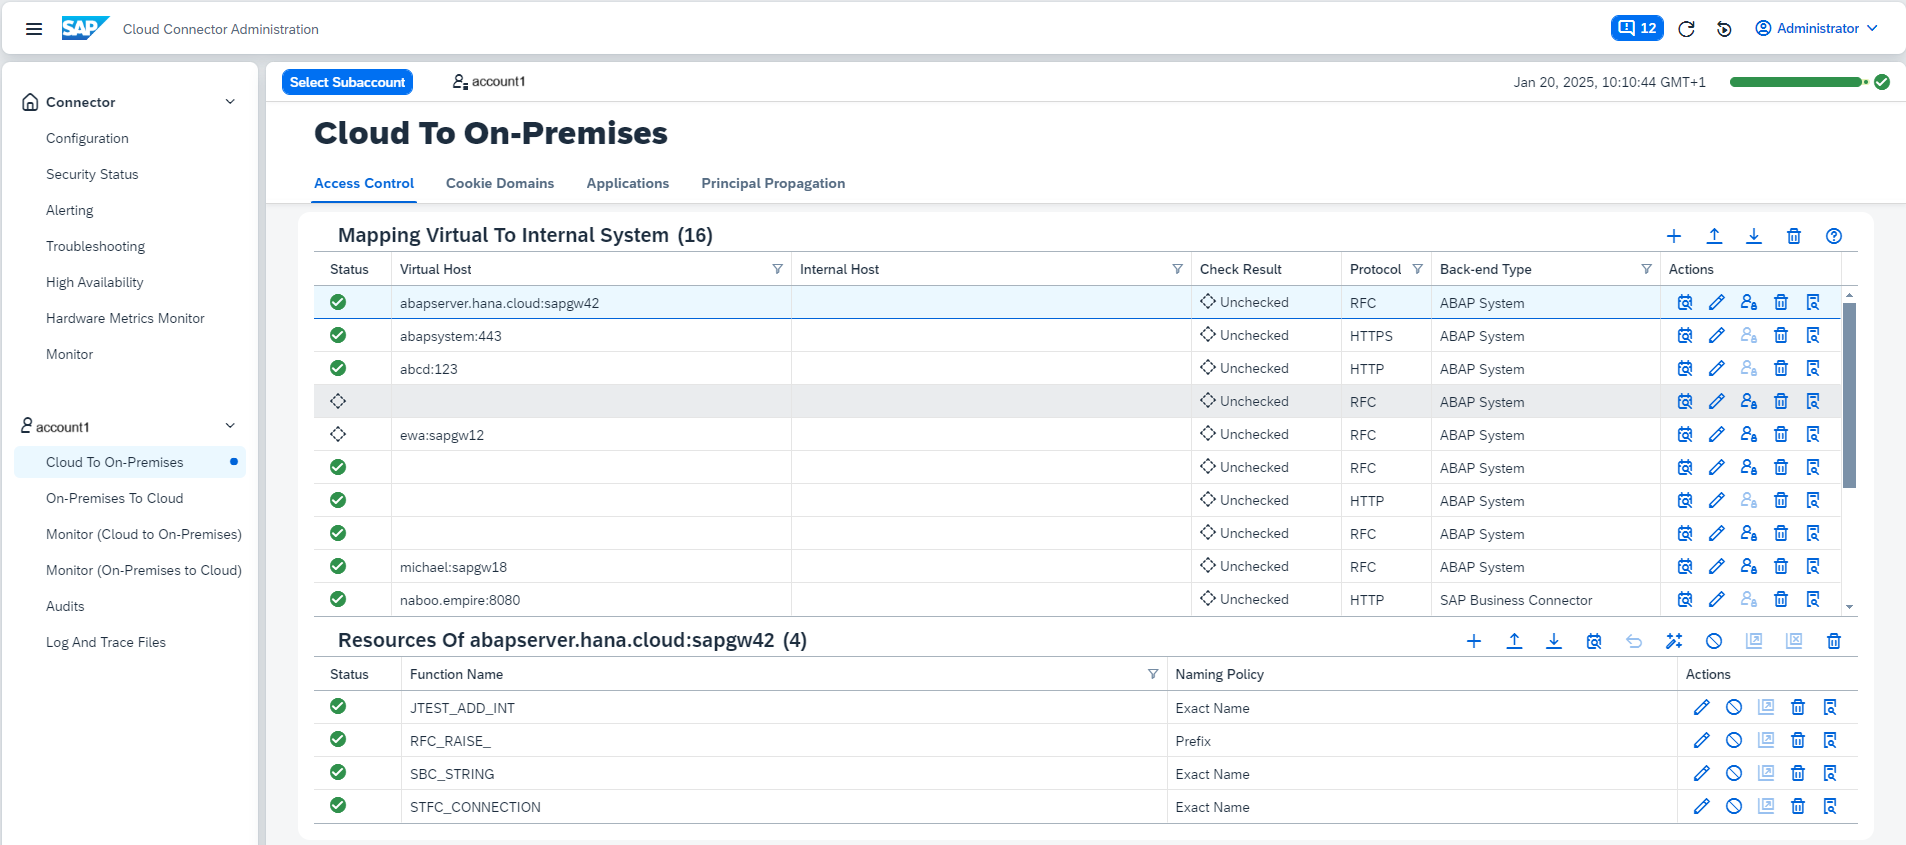 SAP Cloud Connector Administration 12 Administrator
Select Subaccount account1 Jan 20, 2025, 10:10:44 GMT+1
Connector
Configuration
Security Status
Alerting
Troubleshooting
High Availability
Hardware Metrics Monitor
Monitor
account1
Cloud To On-Premises
On-Premises To Cloud
Monitor (Cloud to On-Premises)
Monitor (On-Premises to Cloud)
Audits
Log And Trace Files
Cloud To On-Premises
Access Control Cookie Domains Applications Principal Propagation
Mapping Virtual To Internal System (16)
Status Virtual Host Internal Host Check Result Protocol Back-end Type Actions
abapserver.hana.cloud:sapgw42 Unchecked RFC ABAP System
abapsystem:443 Unchecked HTTPS ABAP System
abcd:123 Unchecked HTTP ABAP System
Unchecked RFC ABAP System
ewa:sapgw12 Unchecked RFC ABAP System
Unchecked RFC ABAP System
Unchecked HTTP ABAP System
Unchecked RFC ABAP System
michael:sapgw18 Unchecked RFC ABAP System
naboo.empire:8080 Unchecked HTTP SAP Business Connector
Resources Of abapserver.hana.cloud:sapgw42 (4)
Status Function Name Naming Policy Actions
JTEST_ADD_INT Exact Name
RFC_RAISE_ Prefix
SBC_STRING Exact Name
STFC_CONNECTION Exact Name